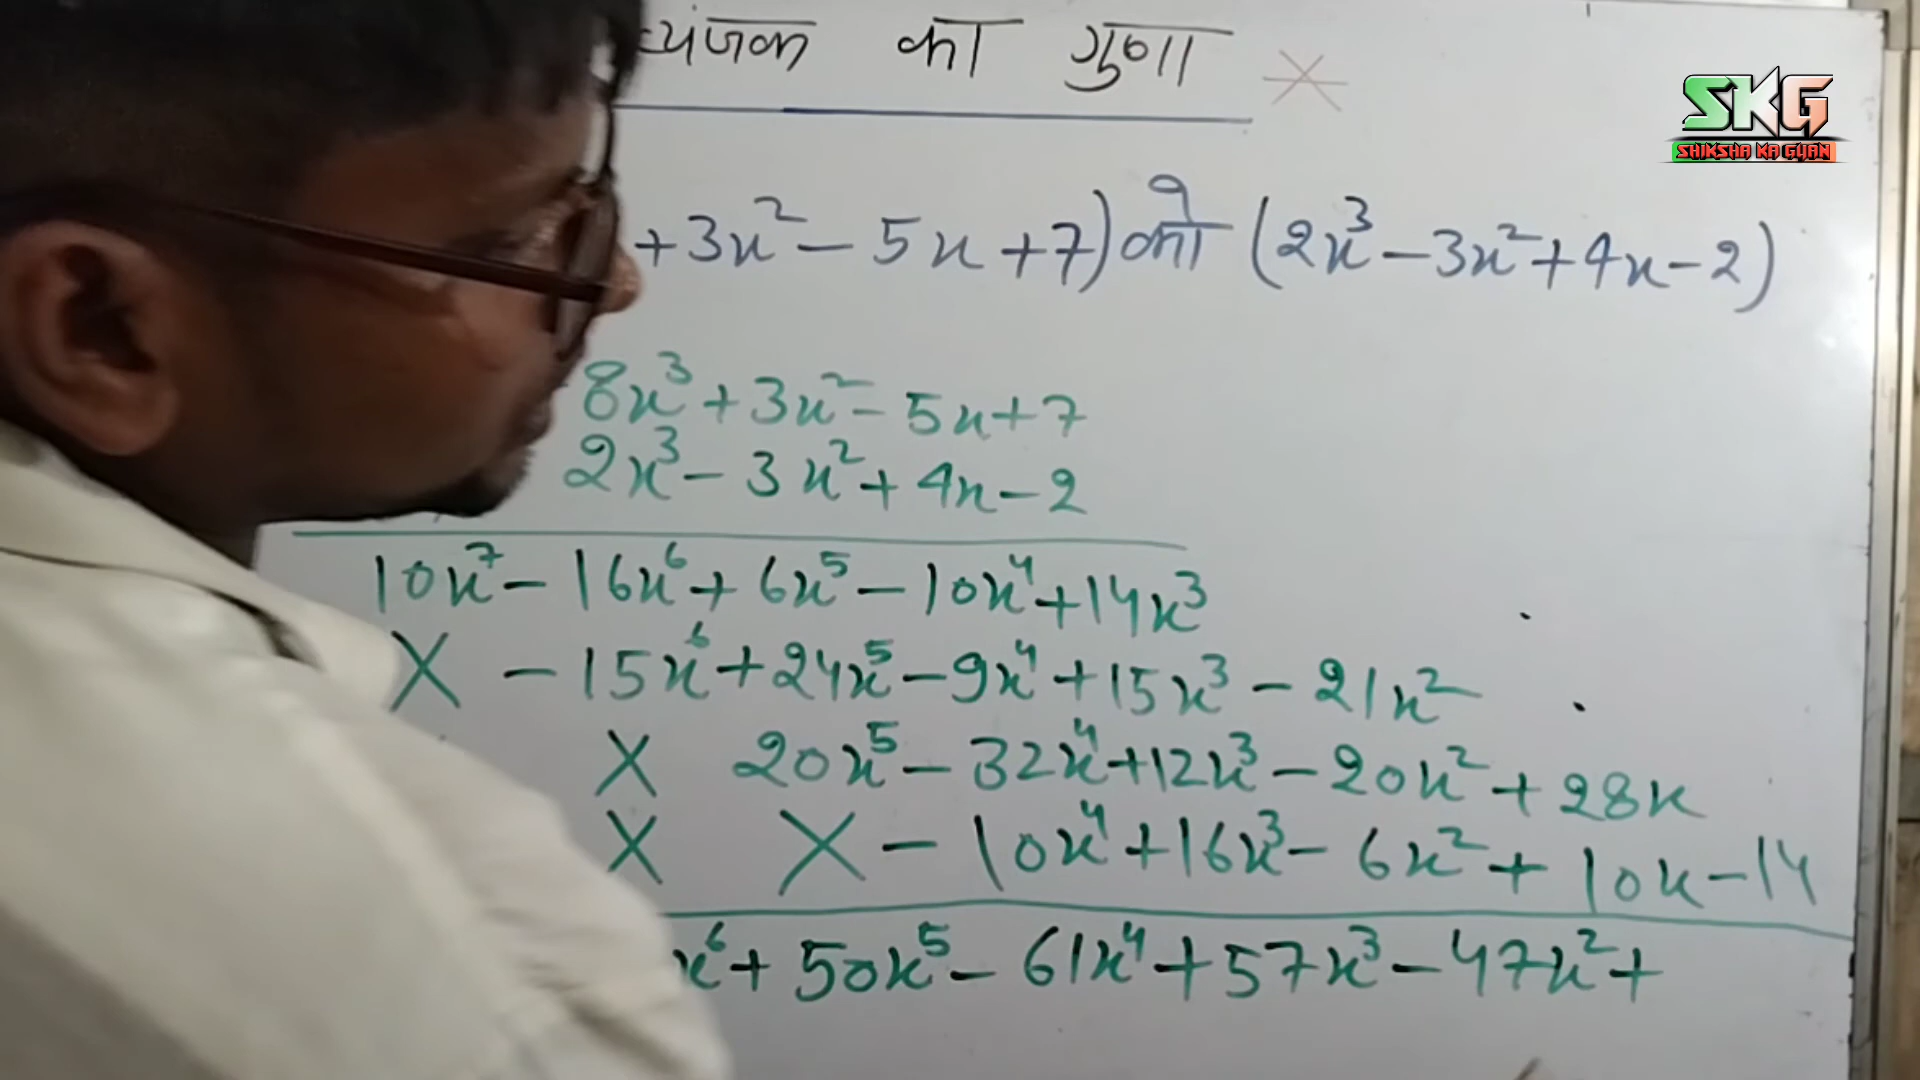 व्यंजक का गुणा
+3x² - 5x + 7) को (2x³ - 3x² + 4x - 2)
8x³ + 3x² - 5x + 7
2x³ - 3x² + 4x - 2
10x⁷ - 16x⁶ + 6x⁵ - 10x⁴ + 14x³
X - 15x⁶ + 24x⁵ - 9x⁴ + 15x³ - 21x²
X 20x⁵ - 32x⁴ + 12x³ - 20x² + 28x
X X - 10x⁴ + 16x³ - 6x² + 10x - 14
x⁶ + 50x⁵ - 61x⁴ + 57x³ - 47x² +
SKG
SHIKSHA KA GYAN